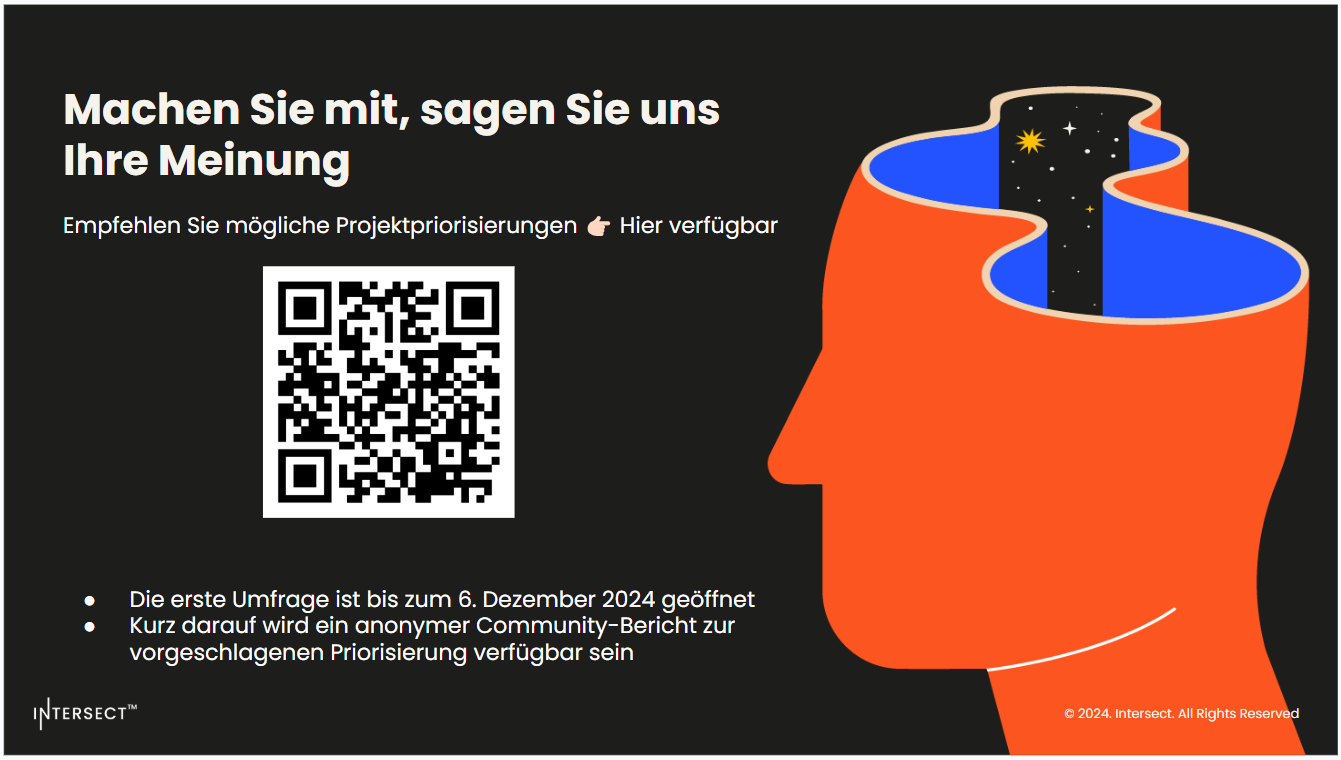 Machen Sie mit, sagen Sie uns
Ihre Meinung
Empfehlen Sie mögliche Projektpriorisierungen 👉🏻 Hier verfügbar
● Die erste Umfrage ist bis zum 6. Dezember 2024 geöffnet
● Kurz darauf wird ein anonymer Community-Bericht zur
vorgeschlagenen Priorisierung verfügbar sein
INTERSECT™
© 2024. Intersect. All Rights Reserved